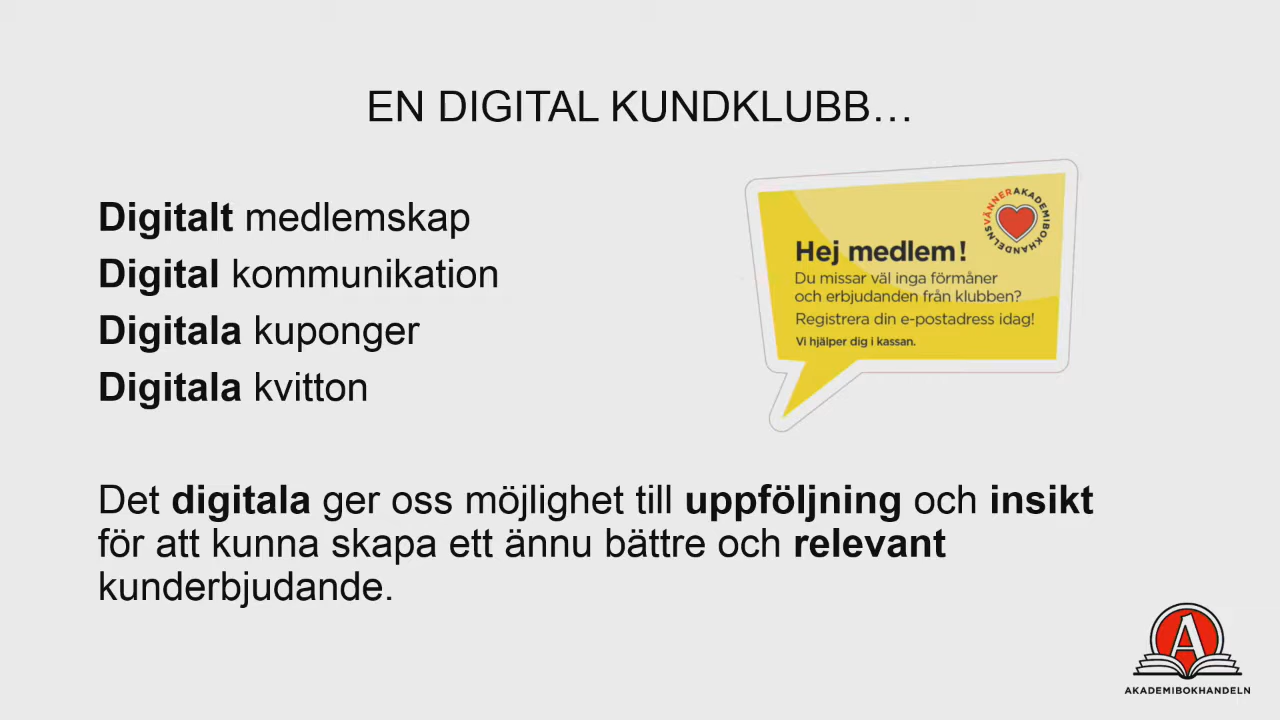 EN DIGITAL KUNDKLUBB…
Digitalt medlemskap
Digital kommunikation
Digitala kuponger
Digitala kvitton
AKADEMIBOKHANDELNSVÄNNER
Hej medlem!
Du missar väl inga förmåner
och erbjudanden från klubben?
Registrera din e-postadress idag!
Vi hjälper dig i kassan.
Det digitala ger oss möjlighet till uppföljning och insikt
för att kunna skapa ett ännu bättre och relevant
kunderbjudande.
A
AKADEMIBOKHANDELN